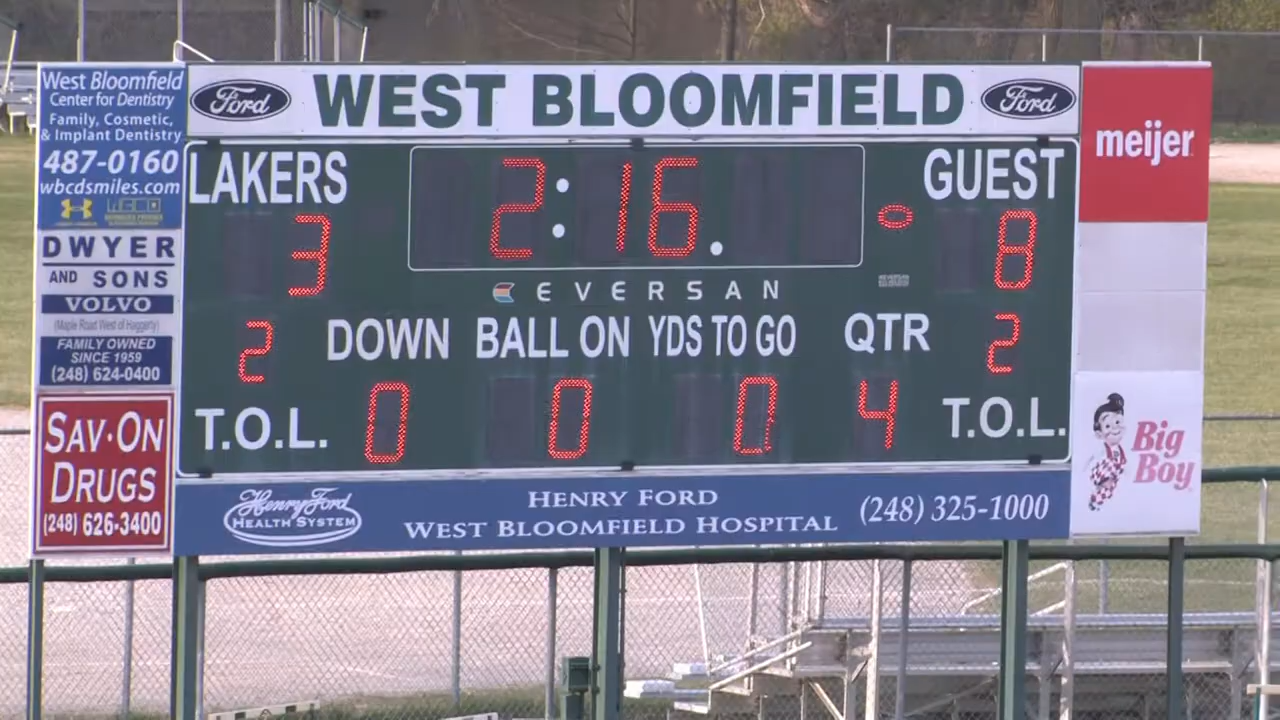 West Bloomfield
Center for Dentistry
Family, Cosmetic,
& Implant Dentistry
487-0160
wbcdsmiles.com
DWYER
AND SONS
VOLVO
(Maple Road West of Haggerty)
FAMILY OWNED
SINCE 1959
(248) 624-0400
SAV·ON
DRUGS
(248) 626-3400
Ford WEST BLOOMFIELD Ford
LAKERS 2:16. GUEST
3 0 8
EVERSAN
2 DOWN BALL ON YDS TO GO QTR 2
T.O.L. 0 0 0 4 T.O.L.
Henry Ford
HEALTH SYSTEM
HENRY FORD
WEST BLOOMFIELD HOSPITAL
(248) 325-1000
meijer
Big
Boy